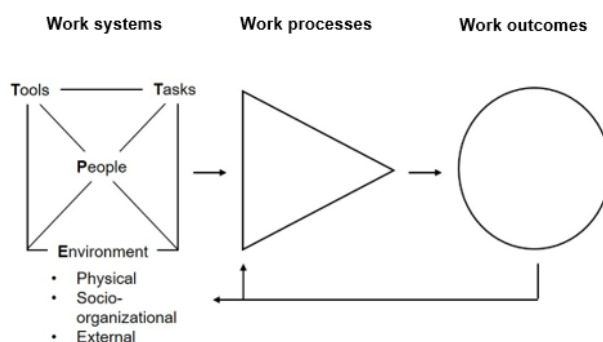 Work systems Work processes Work outcomes
Tools Tasks
People
Environment
• Physical
• Socio-
organizational
• External